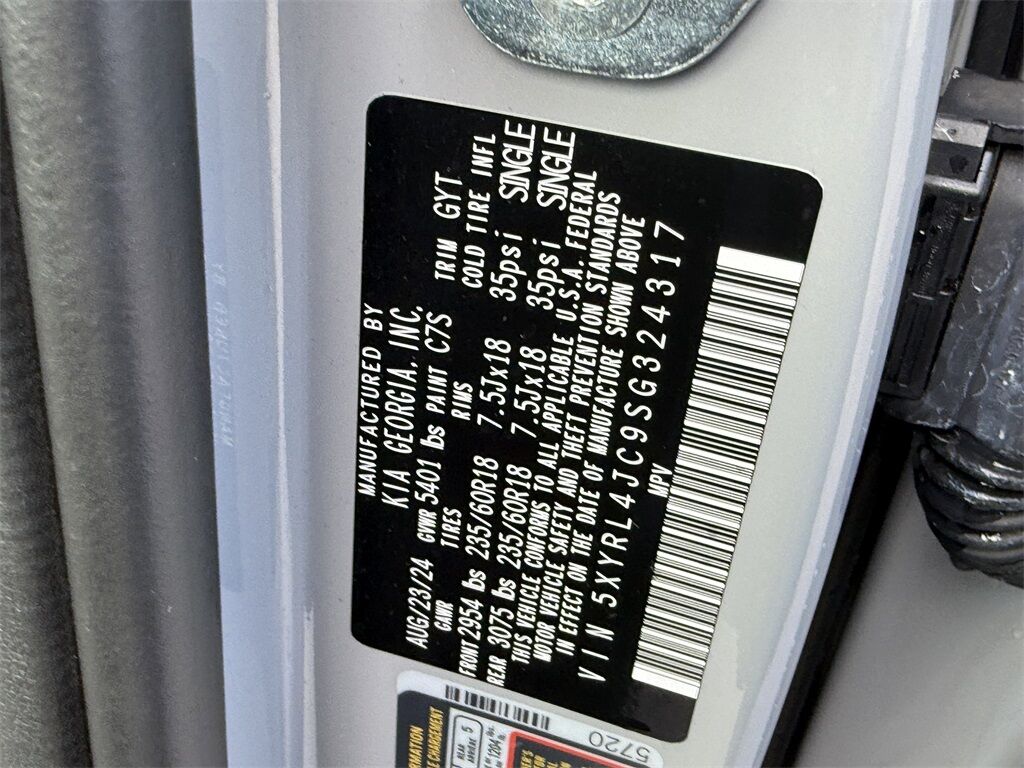 MANUFACTURED BY
KIA GEORGIA, INC.
AUG/23/24 GVWR 5401 lbs PAINT C7S TRIM GYT
GAWR TIRES RIMS COLD TIRE INFL
FRONT 2954 lbs 235/60R18 7.5Jx18 35psi SINGLE
REAR 3075 lbs 235/60R18 7.5Jx18 35psi SINGLE
THIS VEHICLE CONFORMS TO ALL APPLICABLE U.S.A. FEDERAL
MOTOR VEHICLE SAFETY AND THEFT PREVENTION STANDARDS
IN EFFECT ON THE DATE OF MANUFACTURE SHOWN ABOVE
VIN 5XYRL4JC9SG324317
MPV
REAR
ARRIÈRE 5
5720